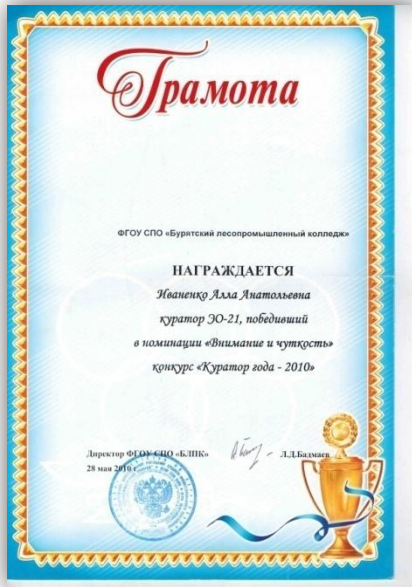 Грамота
ФГОУ СПО «Бурятский лесопромышленный колледж»
НАГРАЖДАЕТСЯ
Иваненко Алла Анатольевна
куратор ЭО-21, победивший
в номинации «Внимание и чуткость»
конкурс «Куратор года - 2010»
Директор ФГОУ СПО «БЛПК» Л.Д.Бадмаев
28 мая 2010 г.